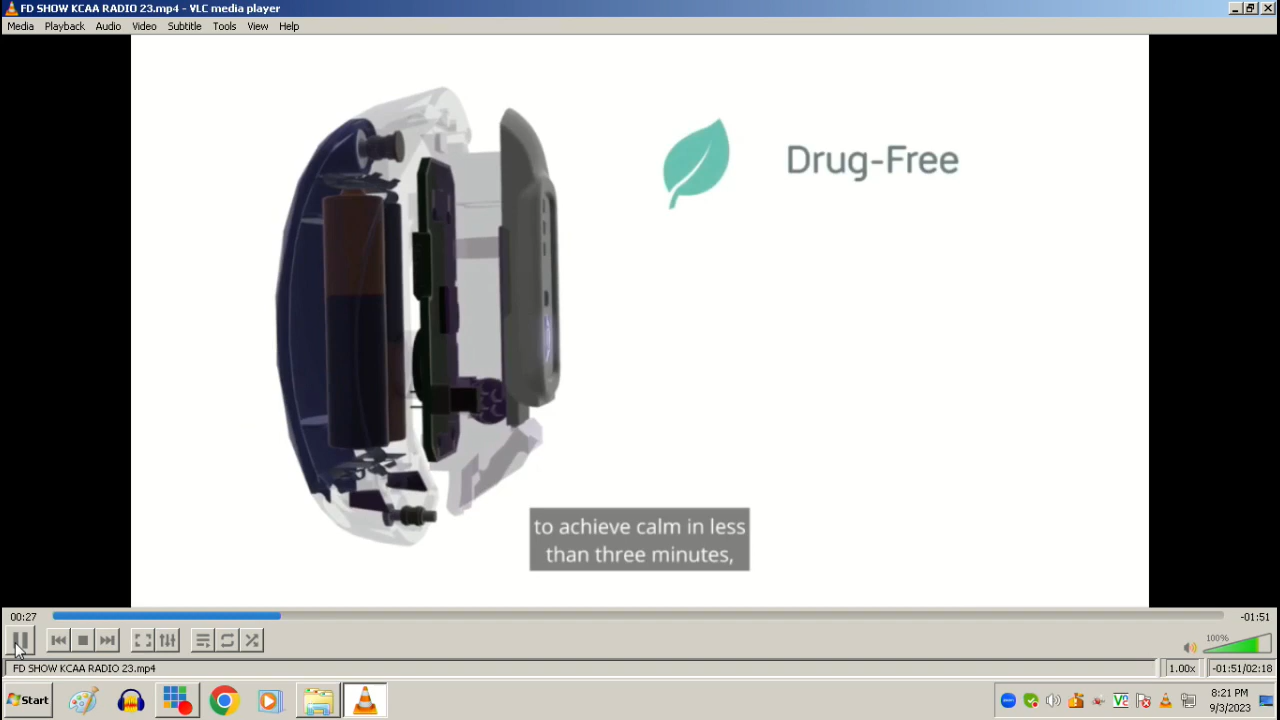 FD SHOW KCAA RADIO 23.mp4 - VLC media player
Media Playback Audio Video Subtitle Tools View Help
Drug-Free
to achieve calm in less
than three minutes,
00:27 -01:51
100%
FD SHOW KCAA RADIO 23.mp4 1.00x -01:51/02:18
Start 8:21 PM
9/3/2023